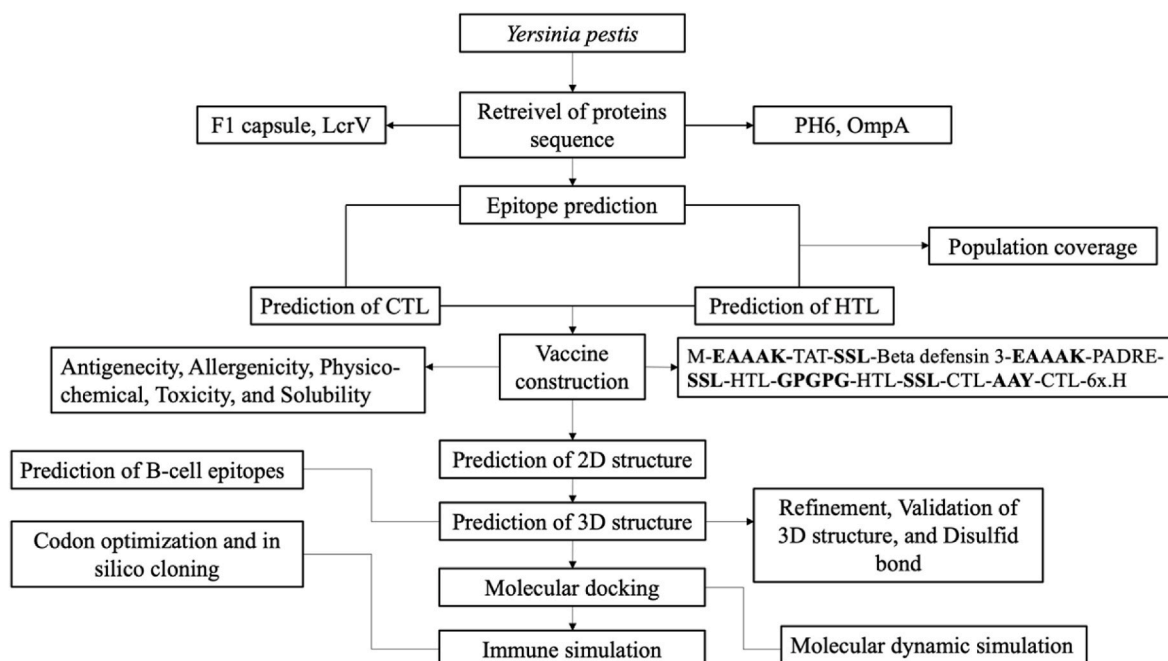 Yersinia pestis
F1 capsule, LcrV
Retreivel of proteins
sequence
PH6, OmpA
Epitope prediction
Population coverage
Prediction of CTL
Prediction of HTL
Antigenecity, Allergenicity, Physico-
chemical, Toxicity, and Solubility
Vaccine
construction
M-EAAAK-TAT-SSL-Beta defensin 3-EAAAK-PADRE-
SSL-HTL-GPGPG-HTL-SSL-CTL-AAY-CTL-6x.H
Prediction of 2D structure
Prediction of B-cell epitopes
Prediction of 3D structure
Refinement, Validation of
3D structure, and Disulfid
bond
Codon optimization and in
silico cloning
Molecular docking
Immune simulation
Molecular dynamic simulation